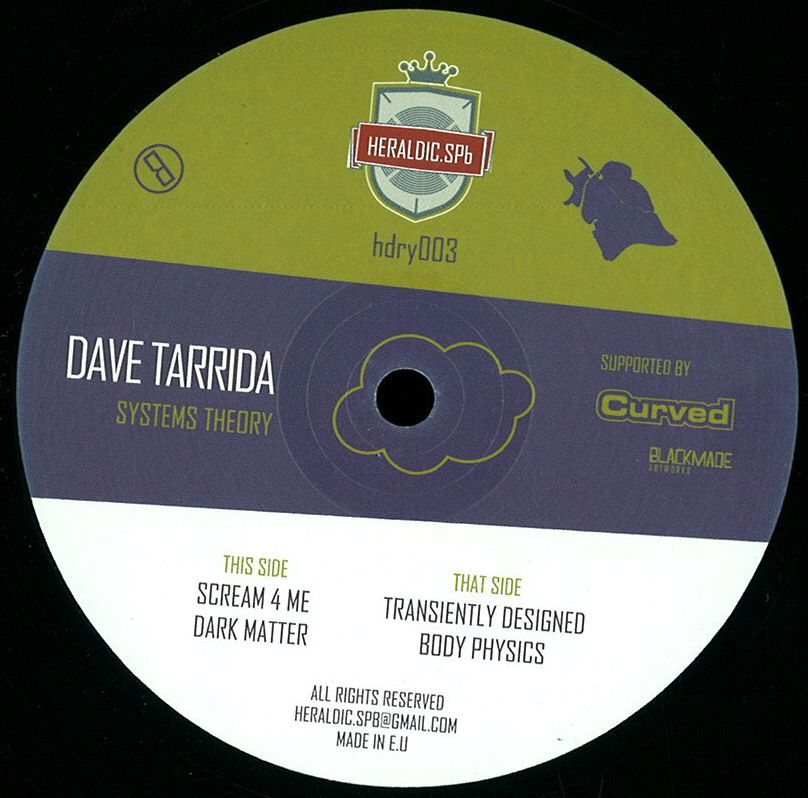 HERALDIC.SPb
hdry003
DAVE TARRIDA
SYSTEMS THEORY
SUPPORTED BY
Curved
BLACKMADE
ARTWORKS
THIS SIDE
SCREAM 4 ME
DARK MATTER
THAT SIDE
TRANSIENTLY DESIGNED
BODY PHYSICS
ALL RIGHTS RESERVED
HERALDIC.SPB@GMAIL.COM
MADE IN E.U